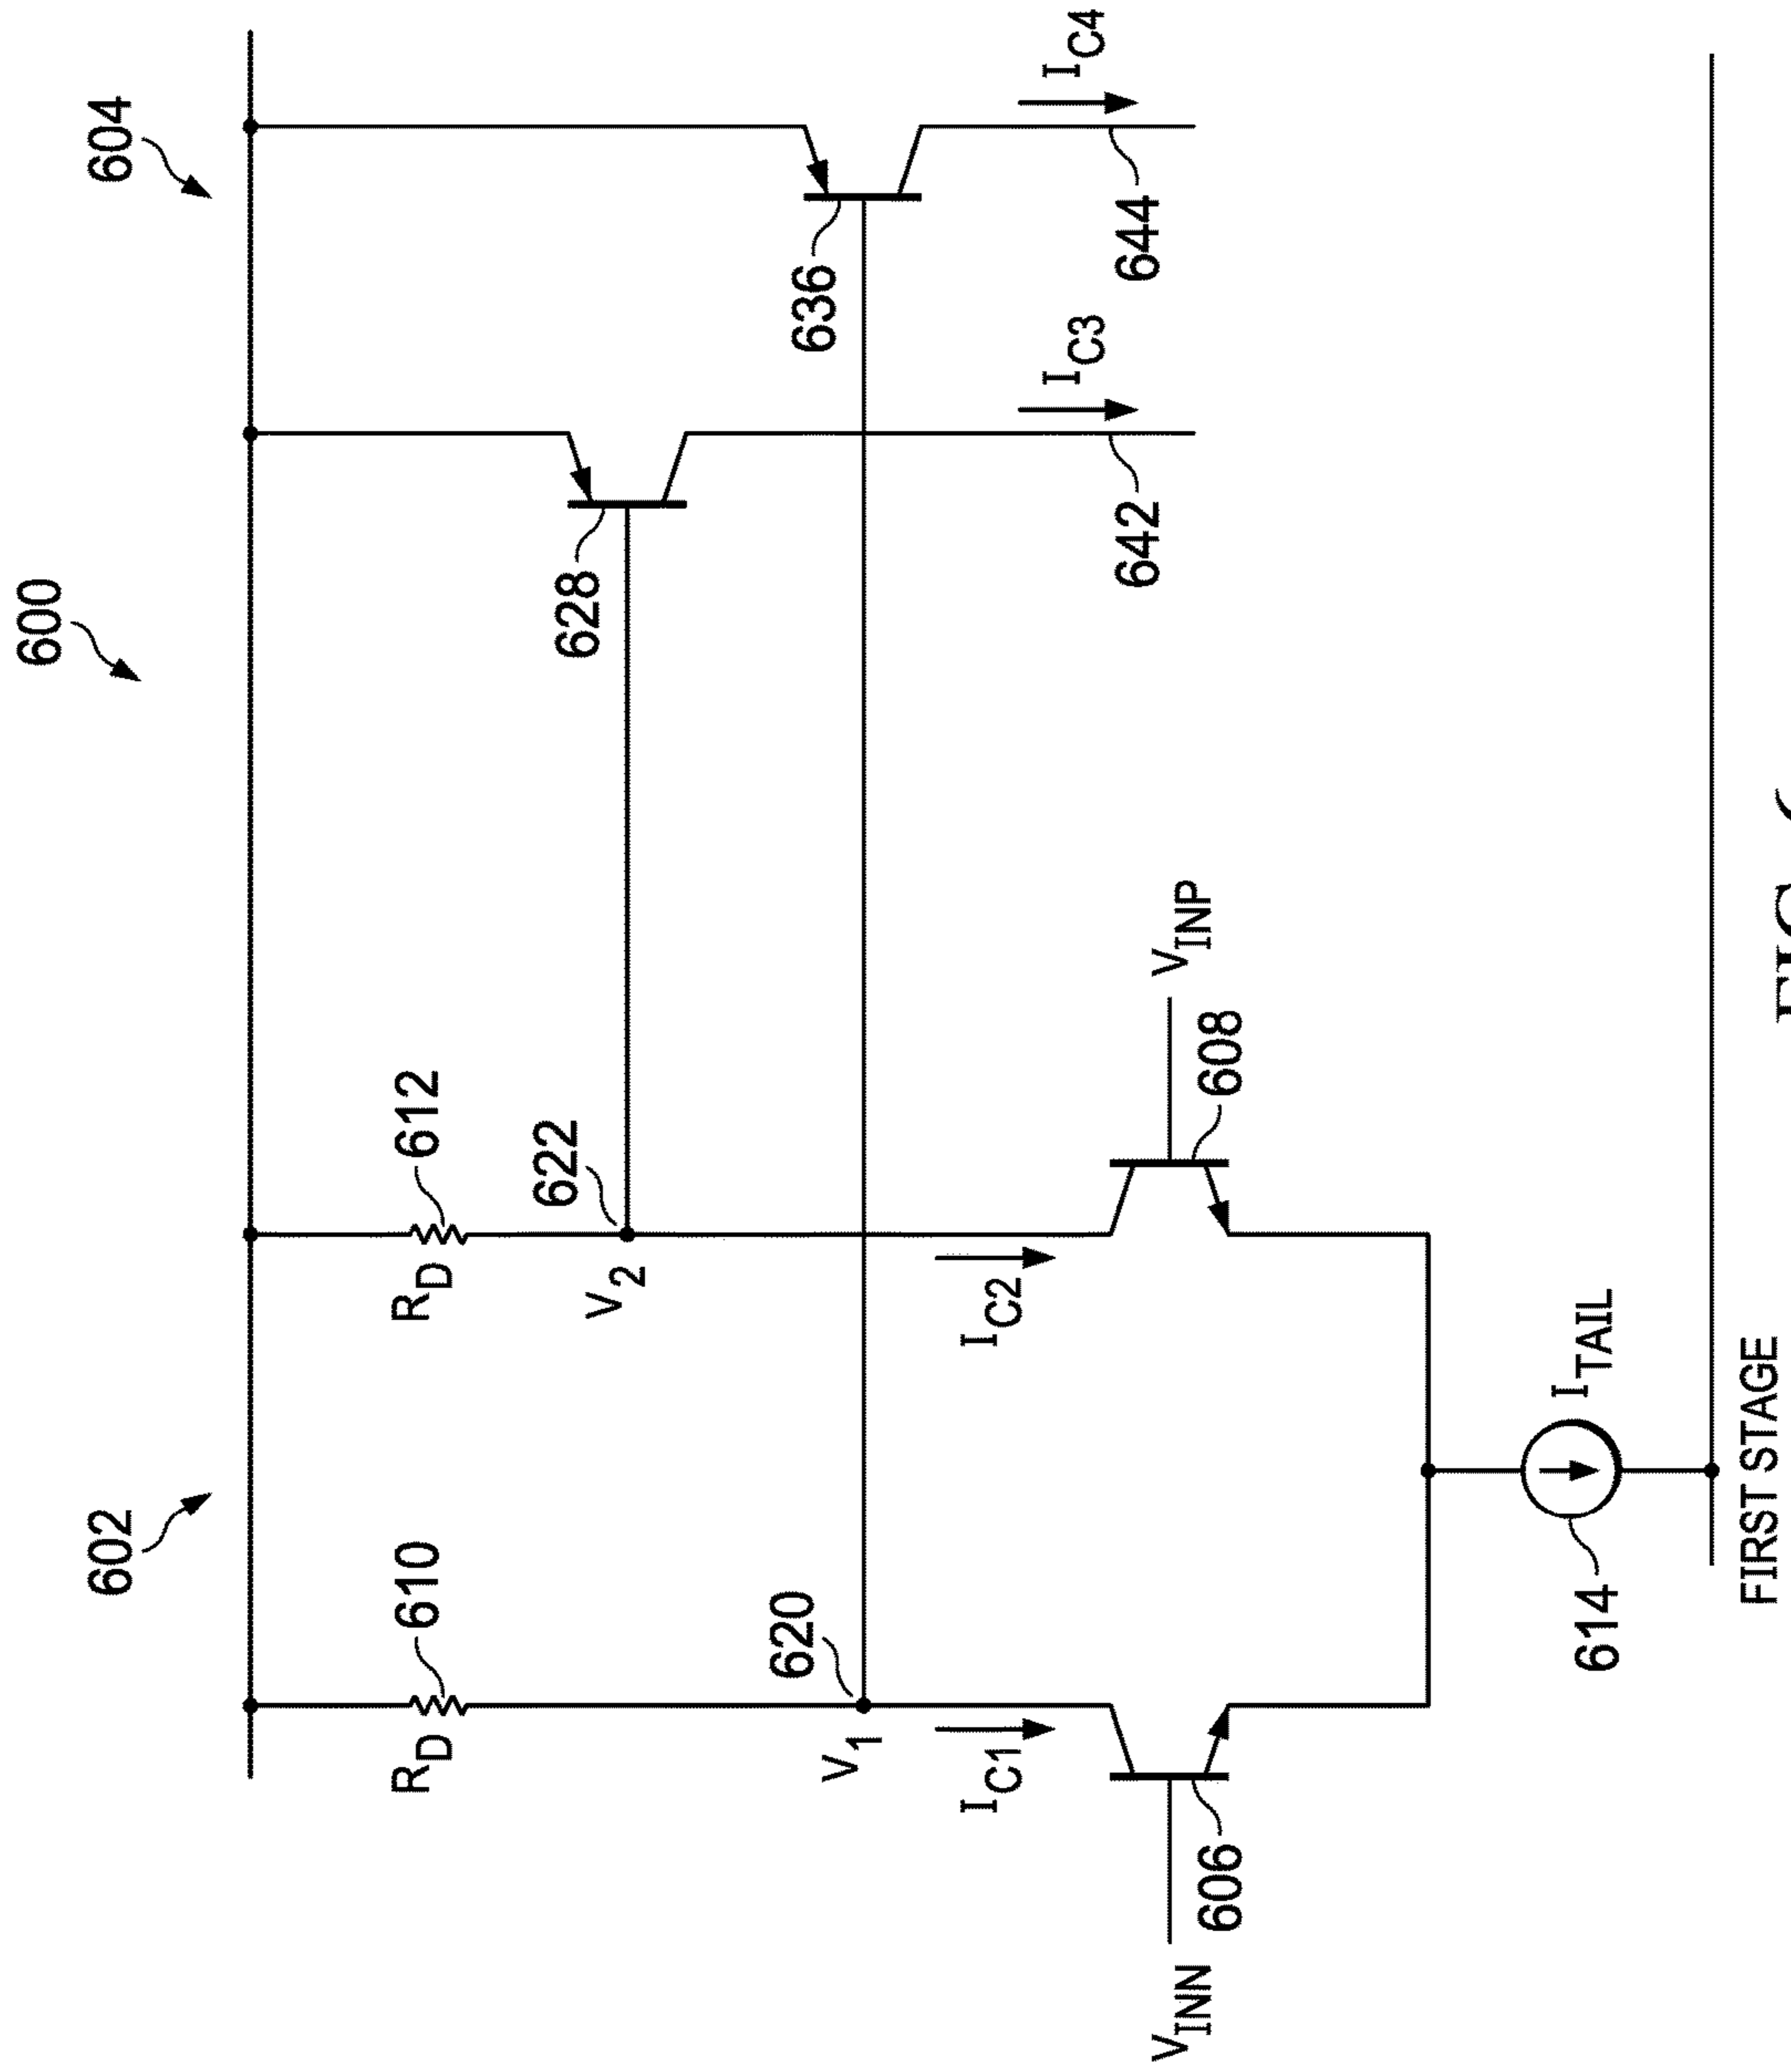 600
602
604
R_D
610
R_D
612
622
V_2
628
620
V_1
636
I_C1
I_C2
I_C3
I_C4
V_INN
606
V_INP
608
642
644
614
I_TAIL
FIRST STAGE